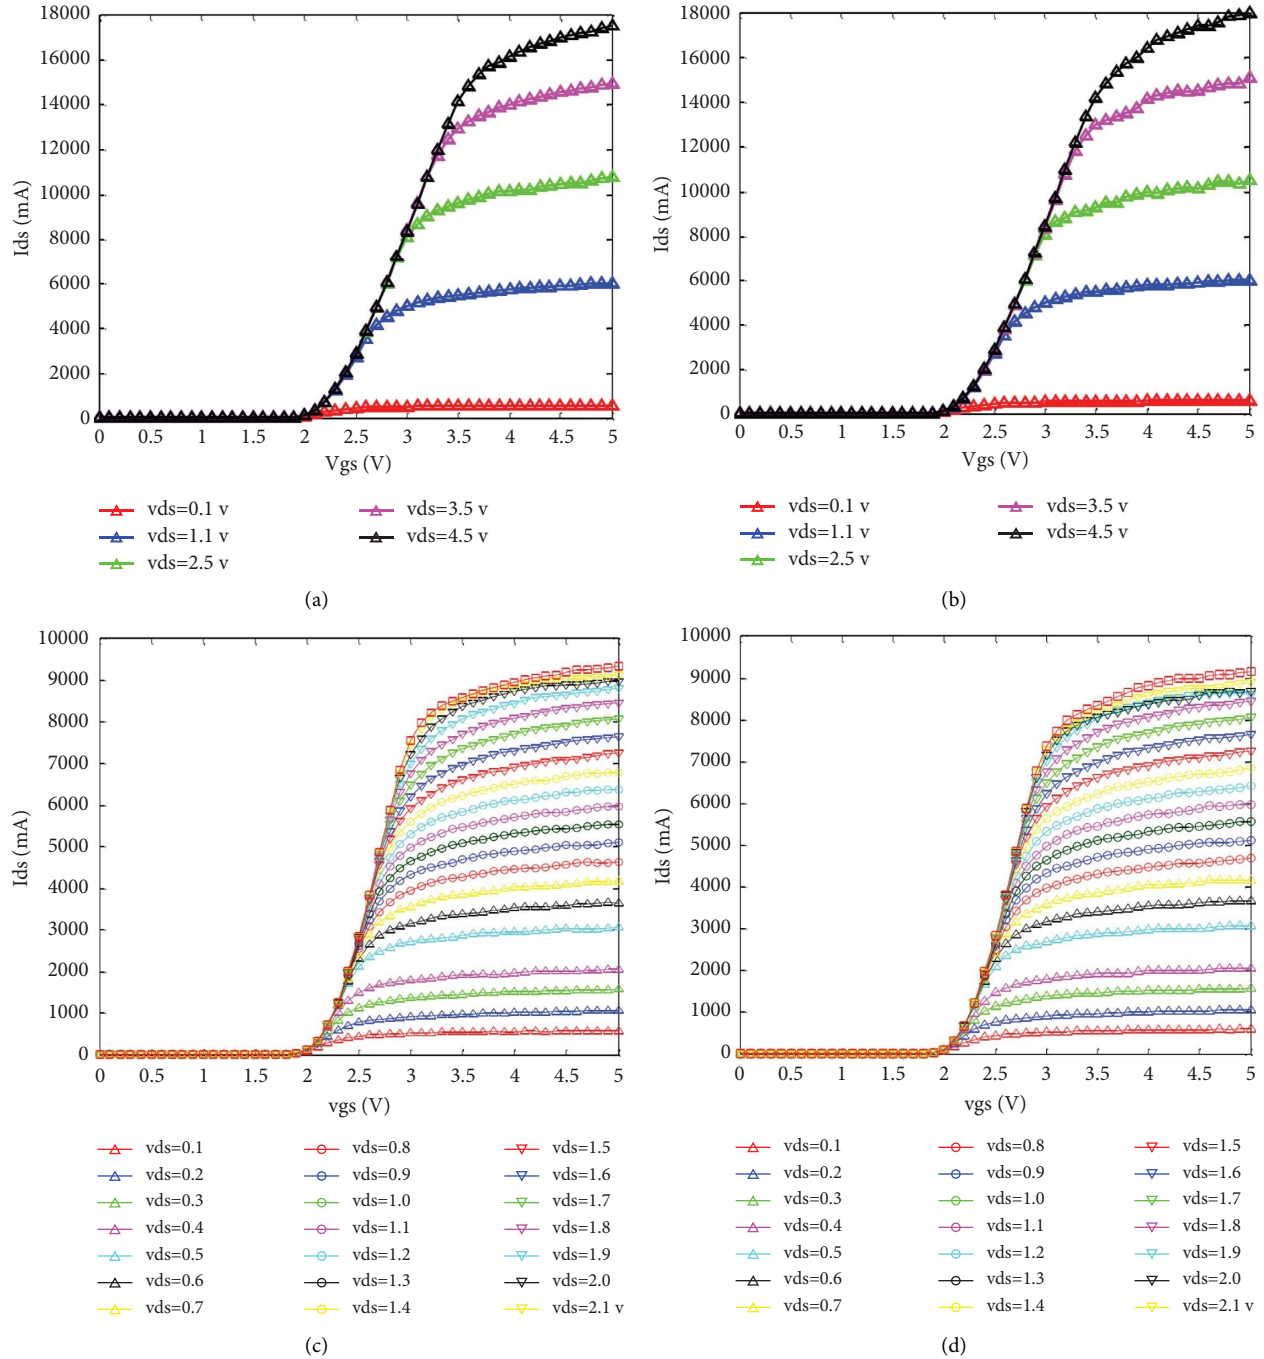 18000
16000
14000
12000
10000
8000
6000
4000
2000
0
Ids (mA)
0 0.5 1 1.5 2 2.5 3 3.5 4 4.5 5
Vgs (V)
vds=0.1 v vds=3.5 v
vds=1.1 v vds=4.5 v
vds=2.5 v
(a)
18000
16000
14000
12000
10000
8000
6000
4000
2000
0
Ids (mA)
0 0.5 1 1.5 2 2.5 3 3.5 4 4.5 5
Vgs (V)
vds=0.1 v vds=3.5 v
vds=1.1 v vds=4.5 v
vds=2.5 v
(b)
10000
9000
8000
7000
6000
5000
4000
3000
2000
1000
0
Ids (mA)
0 0.5 1 1.5 2 2.5 3 3.5 4 4.5 5
vgs (V)
vds=0.1 vds=0.8 vds=1.5
vds=0.2 vds=0.9 vds=1.6
vds=0.3 vds=1.0 vds=1.7
vds=0.4 vds=1.1 vds=1.8
vds=0.5 vds=1.2 vds=1.9
vds=0.6 vds=1.3 vds=2.0
vds=0.7 vds=1.4 vds=2.1 v
(c)
10000
9000
8000
7000
6000
5000
4000
3000
2000
1000
0
Ids (mA)
0 0.5 1 1.5 2 2.5 3 3.5 4 4.5 5
vgs (V)
vds=0.1 vds=0.8 vds=1.5
vds=0.2 vds=0.9 vds=1.6
vds=0.3 vds=1.0 vds=1.7
vds=0.4 vds=1.1 vds=1.8
vds=0.5 vds=1.2 vds=1.9
vds=0.6 vds=1.3 vds=2.0
vds=0.7 vds=1.4 vds=2.1 v
(d)